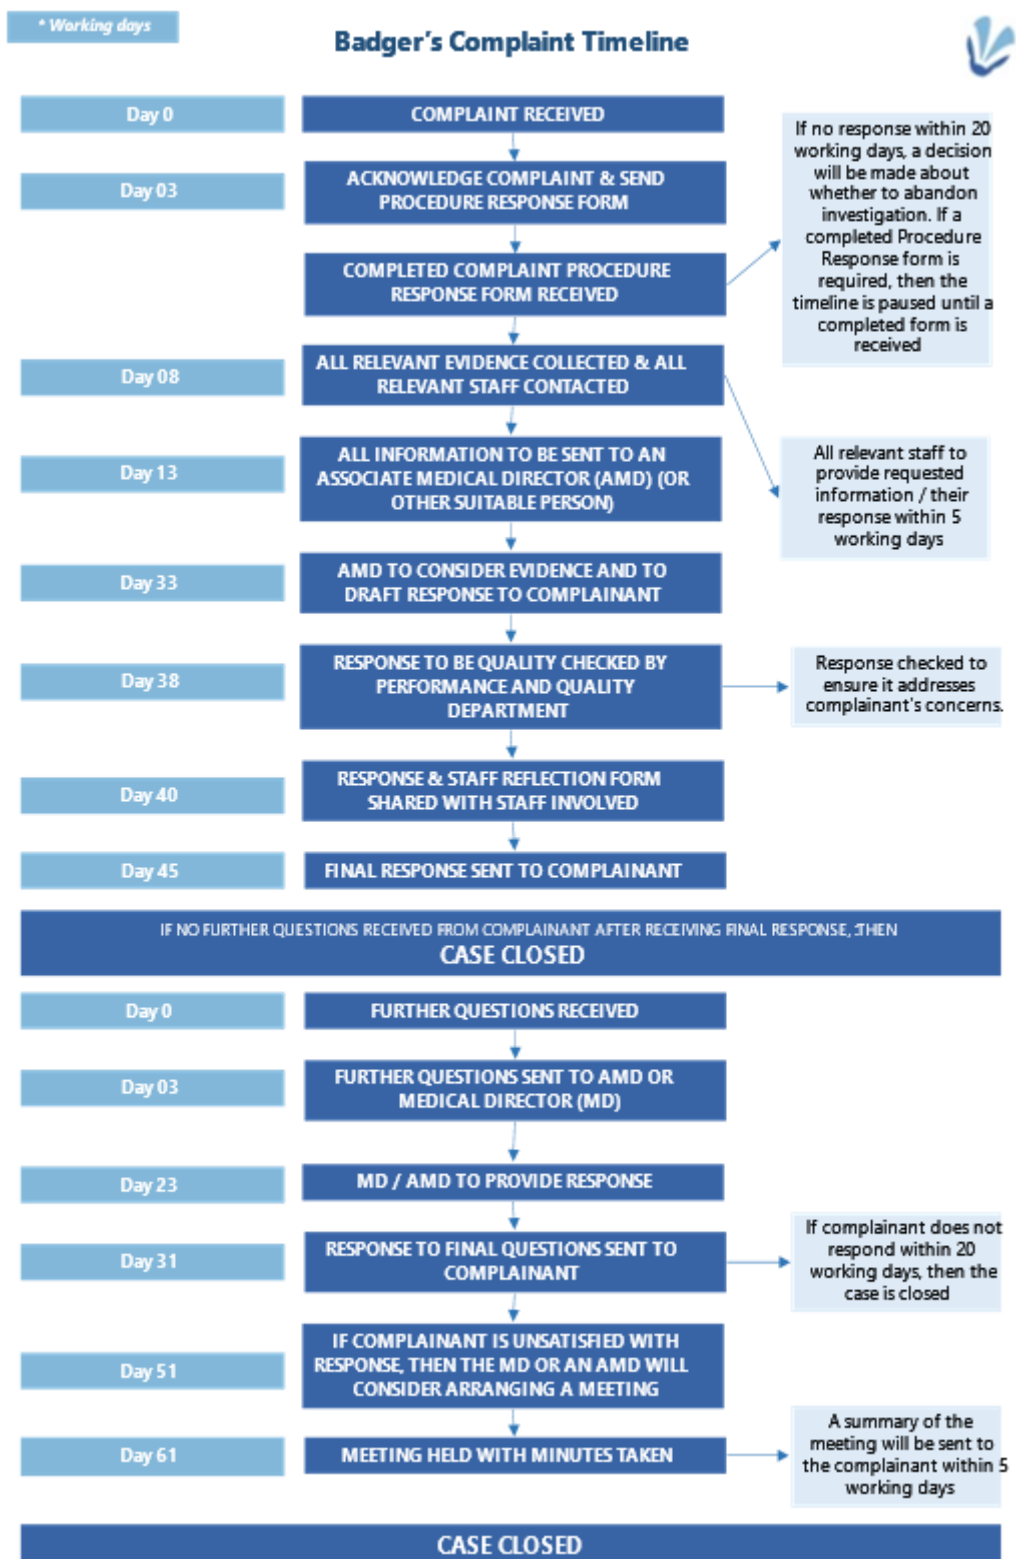 * Working days
Badger's Complaint Timeline
Day 0
COMPLAINT RECEIVED
If no response within 20
working days, a decision
will be made about
whether to abandon
investigation. If a
completed Procedure
Response form is
required, then the
timeline is paused until a
completed form is
received
Day 03
ACKNOWLEDGE COMPLAINT & SEND
PROCEDURE RESPONSE FORM
COMPLETED COMPLAINT PROCEDURE
RESPONSE FORM RECEIVED
Day 08
ALL RELEVANT EVIDENCE COLLECTED & ALL
RELEVANT STAFF CONTACTED
All relevant staff to
provide requested
information / their
response within 5
working days
Day 13
ALL INFORMATION TO BE SENT TO AN
ASSOCIATE MEDICAL DIRECTOR (AMD) (OR
OTHER SUITABLE PERSON)
Day 33
AMD TO CONSIDER EVIDENCE AND TO
DRAFT RESPONSE TO COMPLAINANT
Day 38
RESPONSE TO BE QUALITY CHECKED BY
PERFORMANCE AND QUALITY
DEPARTMENT
Response checked to
ensure it addresses
complainant's concerns.
Day 40
RESPONSE & STAFF REFLECTION FORM
SHARED WITH STAFF INVOLVED
Day 45
FINAL RESPONSE SENT TO COMPLAINANT
IF NO FURTHER QUESTIONS RECEIVED FROM COMPLAINANT AFTER RECEIVING FINAL RESPONSE, THEN
CASE CLOSED
Day 0
FURTHER QUESTIONS RECEIVED
Day 03
FURTHER QUESTIONS SENT TO AMD OR
MEDICAL DIRECTOR (MD)
Day 23
MD / AMD TO PROVIDE RESPONSE
Day 31
RESPONSE TO FINAL QUESTIONS SENT TO
COMPLAINANT
If complainant does not
respond within 20
working days, then the
case is closed
Day 51
IF COMPLAINANT IS UNSATISFIED WITH
RESPONSE, THEN THE MD OR AN AMD WILL
CONSIDER ARRANGING A MEETING
Day 61
MEETING HELD WITH MINUTES TAKEN
A summary of the
meeting will be sent to
the complainant within 5
working days
CASE CLOSED